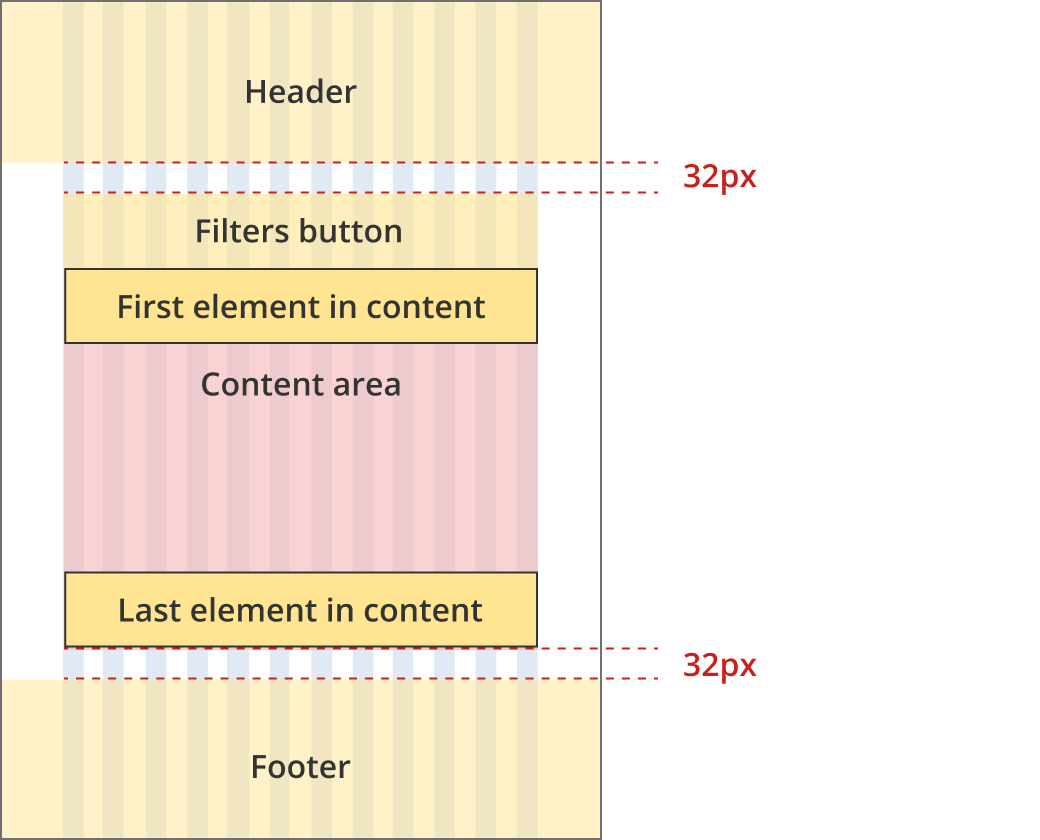 Header
32px
Filters button
First element in content
Content area
Last element in content
32px
Footer